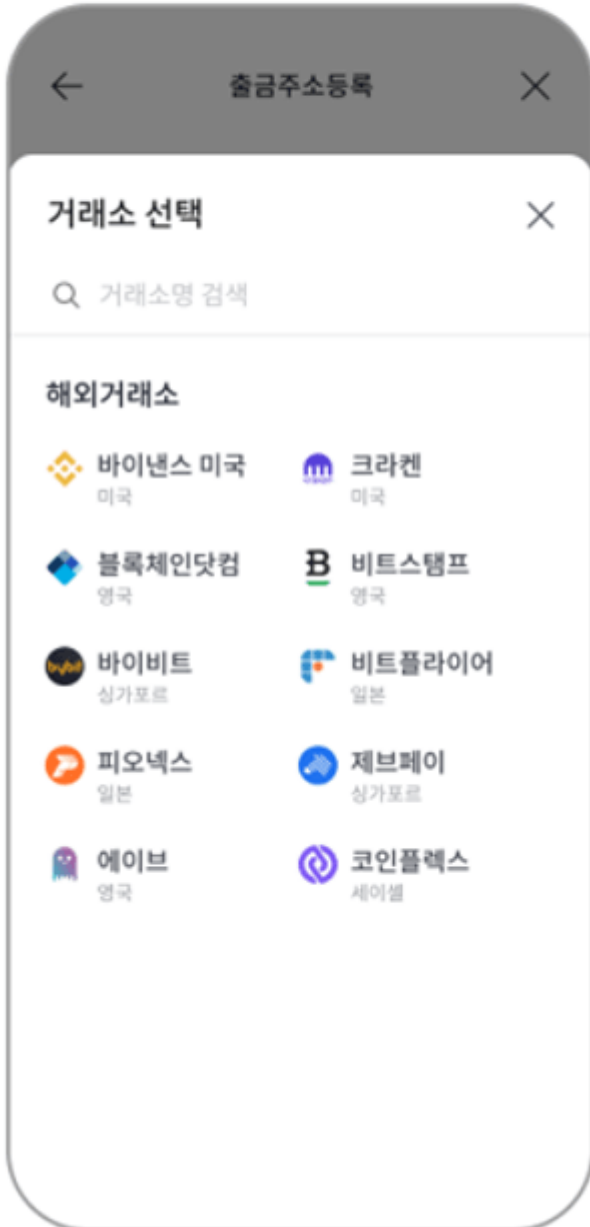 출금주소등록
거래소 선택
거래소명 검색
해외거래소
바이낸스 미국
미국
크라켄
미국
블록체인닷컴
영국
비트스탬프
영국
바이비트
싱가포르
비트플라이어
일본
피오넥스
일본
제브페이
싱가포르
에이브
영국
코인플렉스
세이셸